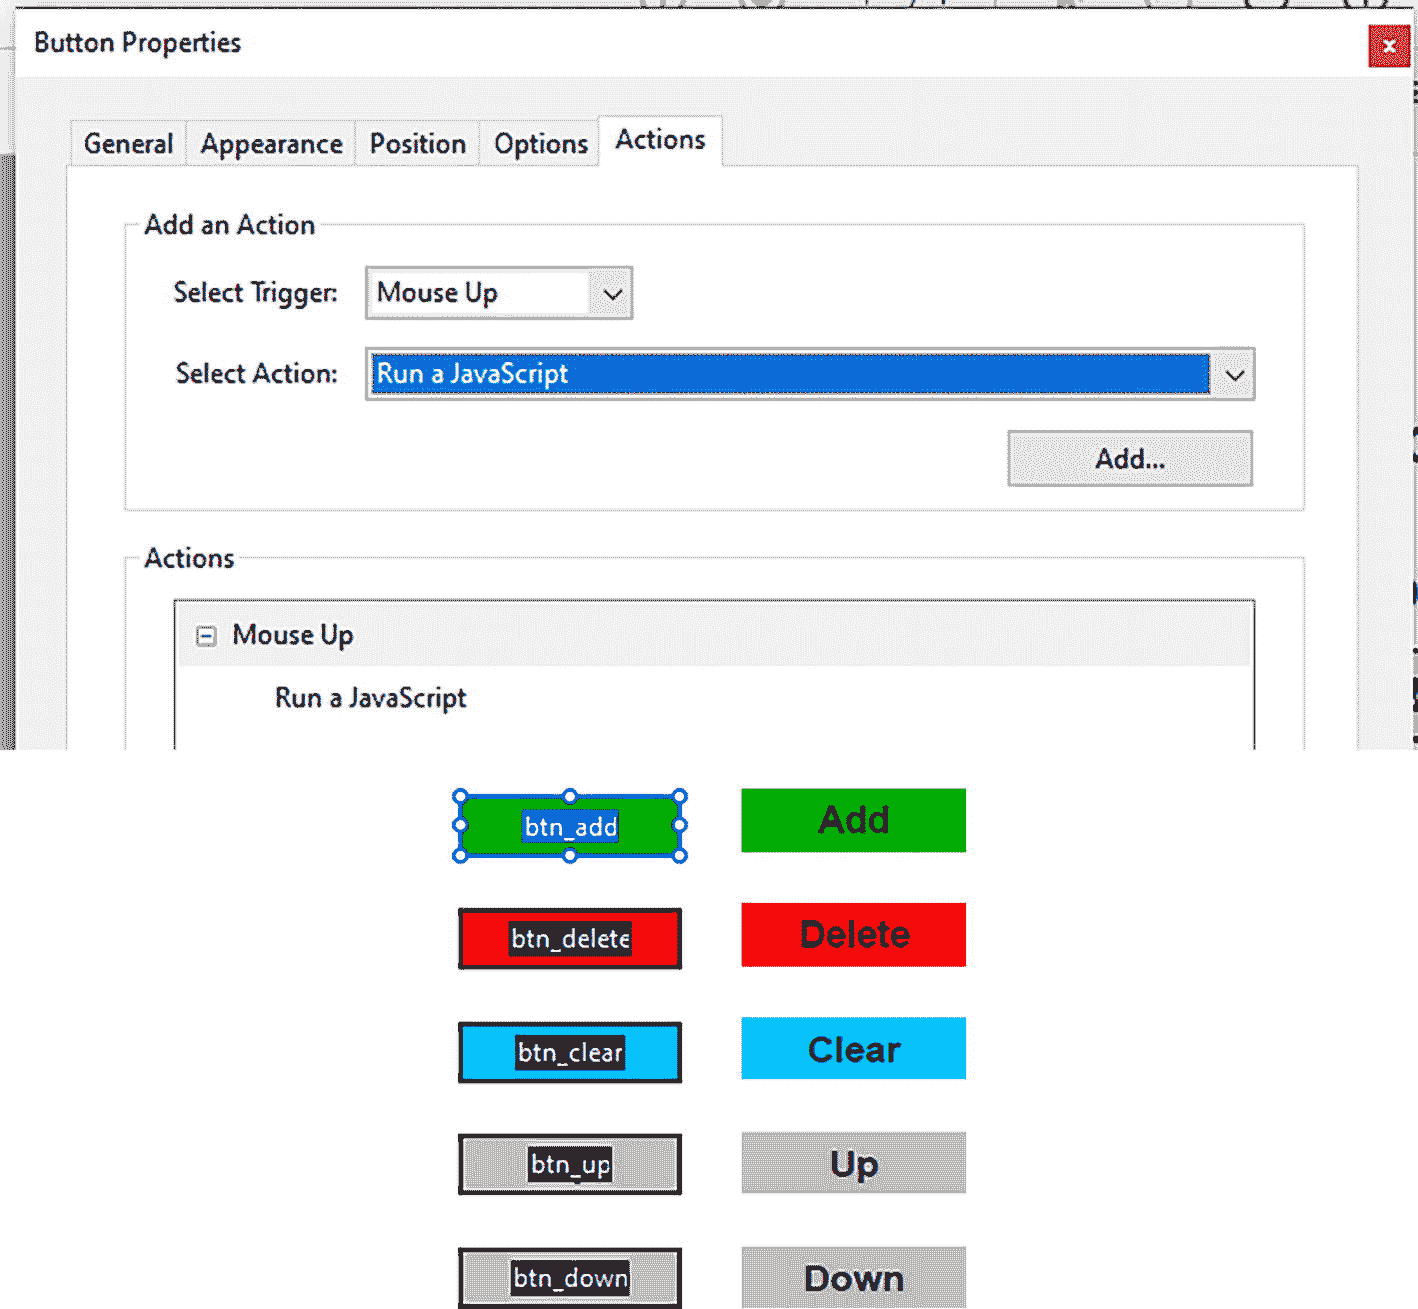 Button Properties
General Appearance Position Options Actions
Add an Action
Select Trigger: Mouse Up
Select Action: Run a JavaScript
Add...
Actions
Mouse Up
Run a JavaScript
btn_add Add
btn_delete Delete
btn_clear Clear
btn_up Up
btn_down Down